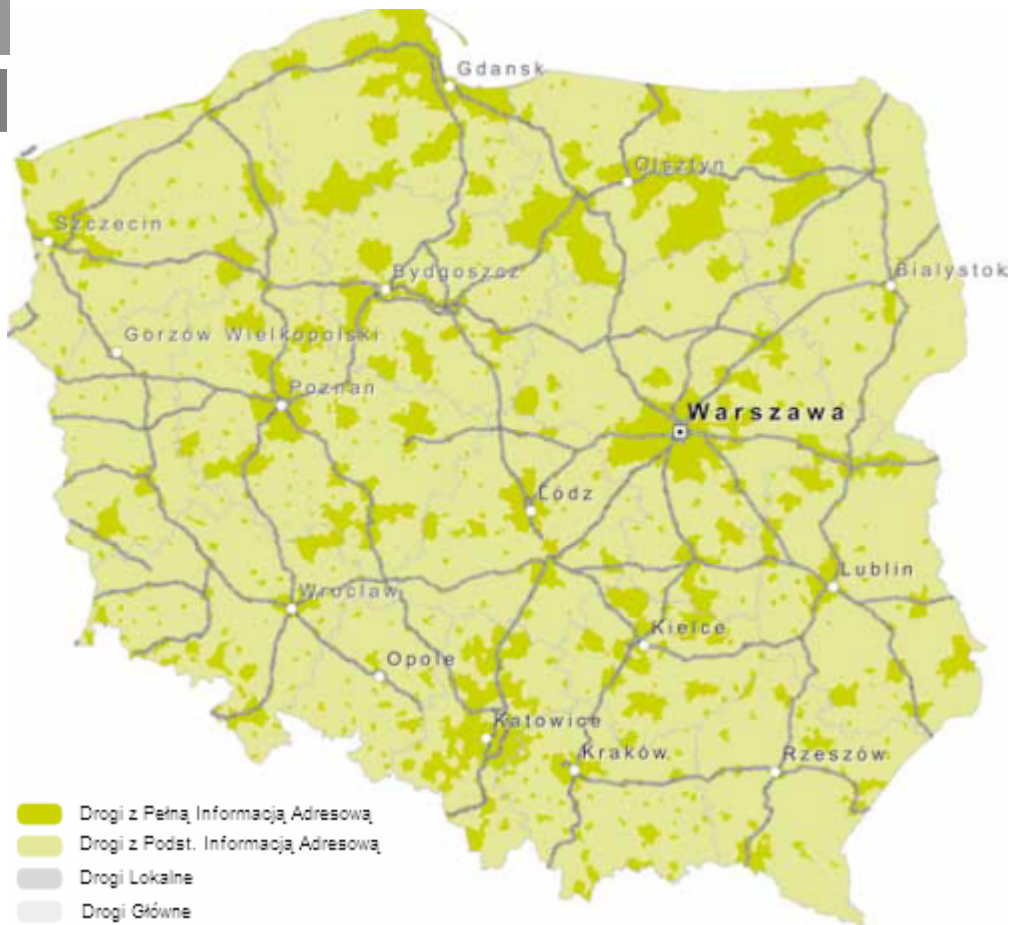 Gdansk
Olsztyn
Szczecin
Bydgoszcz
Bialystok
Gorzów Wielkopolski
Poznan
Warszawa
Lódz
Lublin
Wroclaw
Kielce
Opole
Katowice
Kraków
Rzeszów
Drogi z Pełną Informacją Adresową
Drogi z Podst. Informacją Adresową
Drogi Lokalne
Drogi Główne